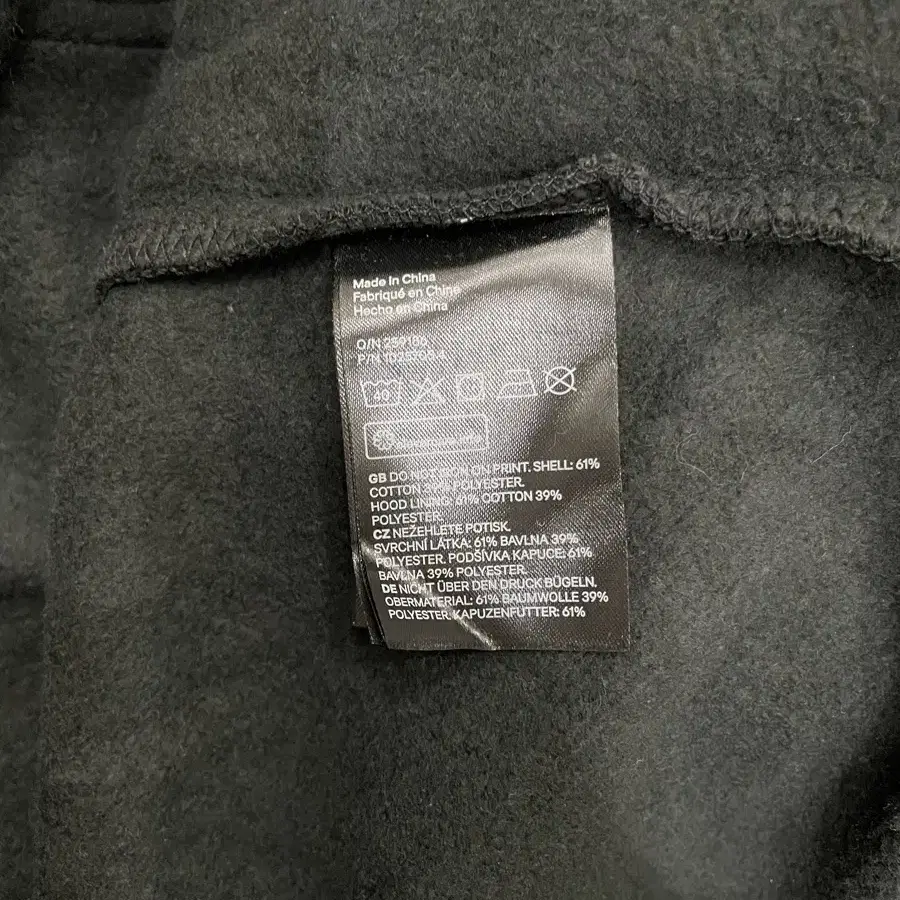 Made in China
Fabriqué en Chine
Hecho en China
O/N 259186
P/N
40
GB DO NOT IRON ON PRINT. SHELL: 61%
COTTON 39% POLYESTER.
HOOD LINING: 61% COTTON 39%
POLYESTER.
CZ NEŽEHLETE POTISK.
SVRCHNÍ LÁTKA: 61% BAVLNA 39%
POLYESTER. PODŠÍVKA KAPUCE: 61%
BAVLNA 39% POLYESTER.
DE NICHT ÜBER DEN DRUCK BÜGELN.
OBERMATERIAL: 61% BAUMWOLLE 39%
POLYESTER. KAPUZENFUTTER: 61%